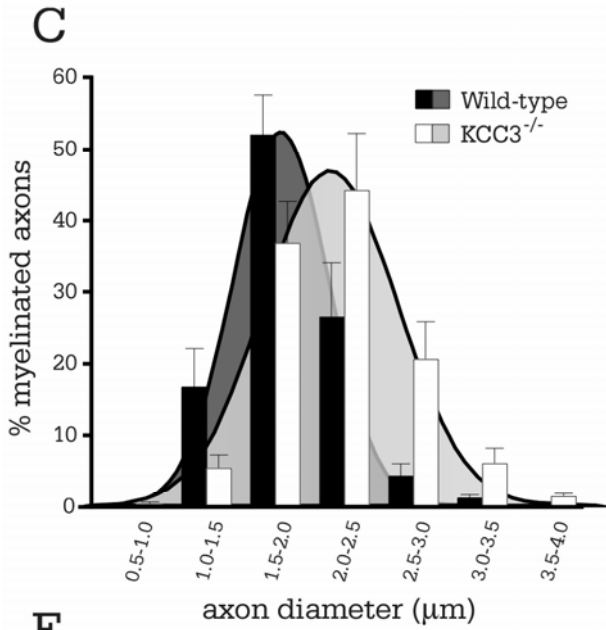 C
60
50
40
30
20
10
0
% myelinated axons
Wild-type
KCC3-/-
0.5-1.0
1.0-1.5
1.5-2.0
2.0-2.5
2.5-3.0
3.0-3.5
3.5-4.0
axon diameter (μm)